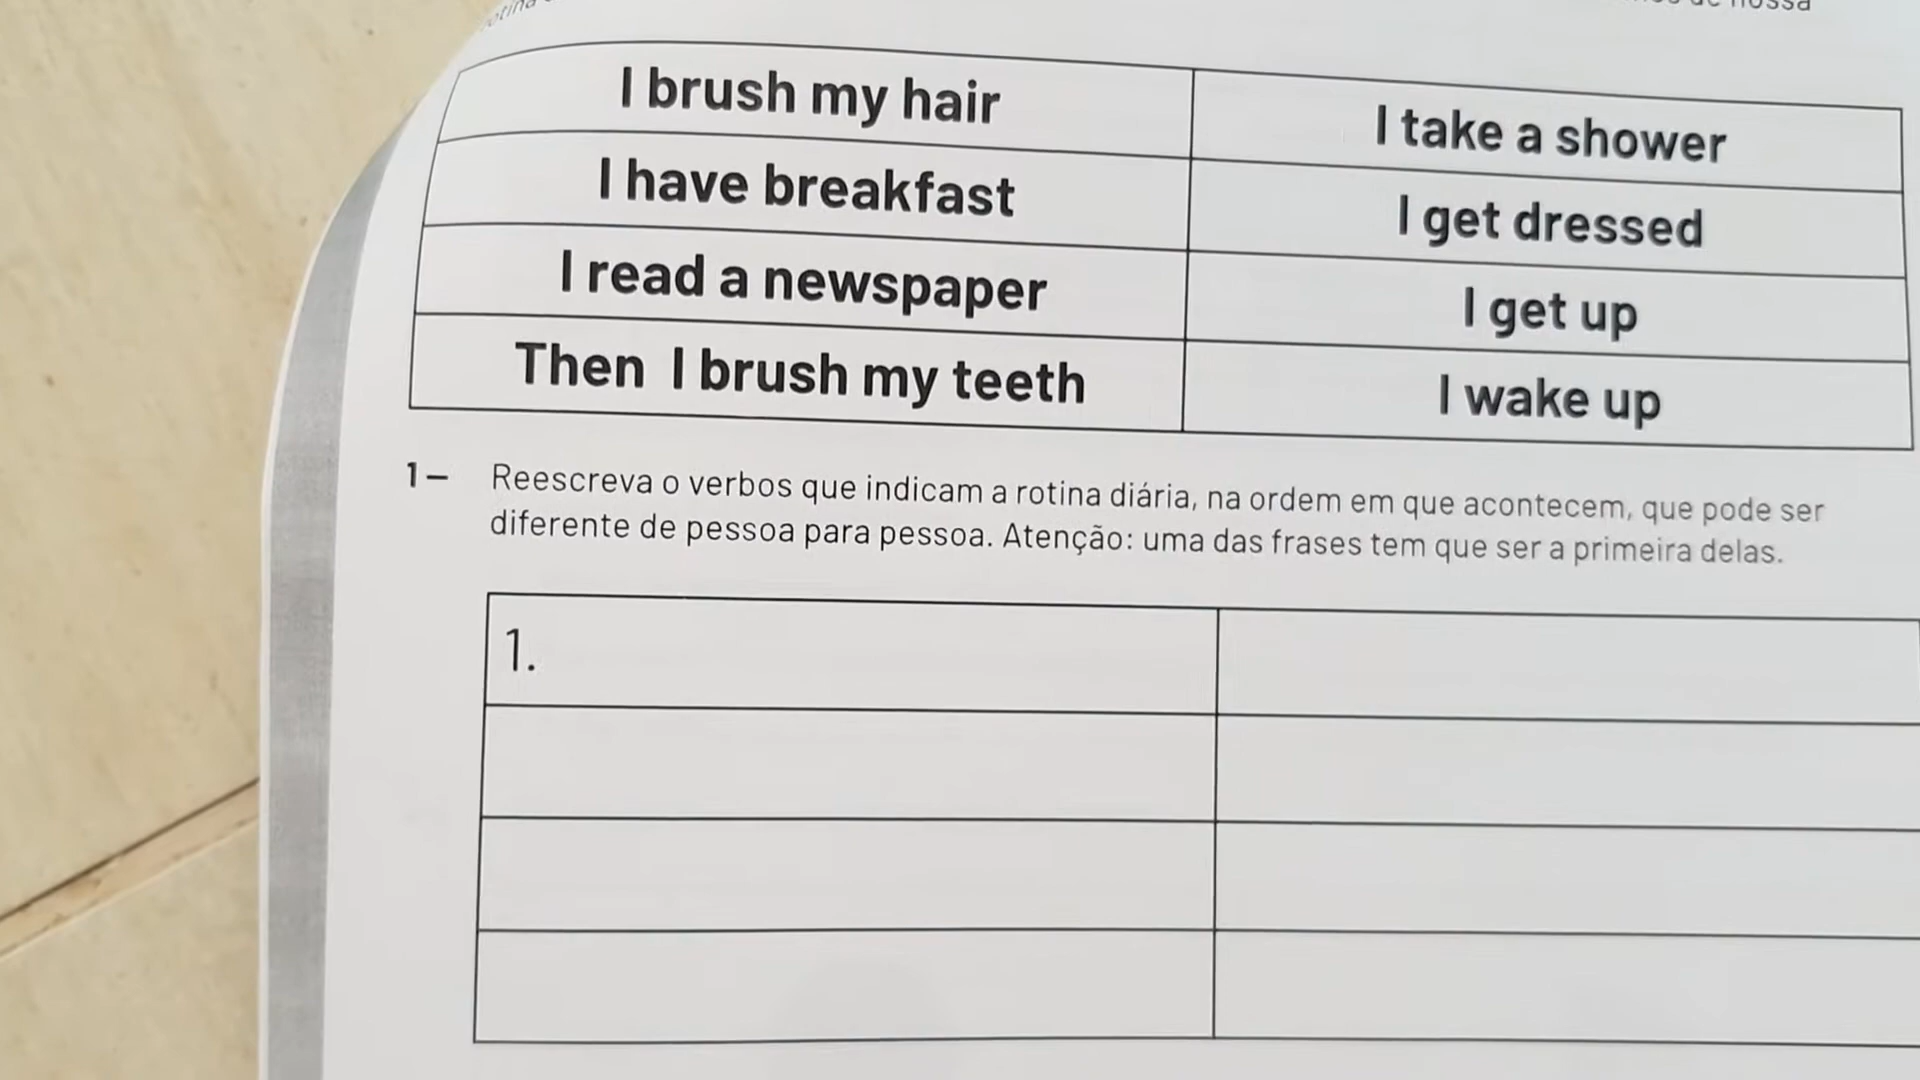 de nossa
I brush my hair
I take a shower
I have breakfast
I get dressed
I read a newspaper
I get up
Then I brush my teeth
I wake up
1 – Reescreva o verbos que indicam a rotina diária, na ordem em que acontecem, que pode ser
diferente de pessoa para pessoa. Atenção: uma das frases tem que ser a primeira delas.
1.